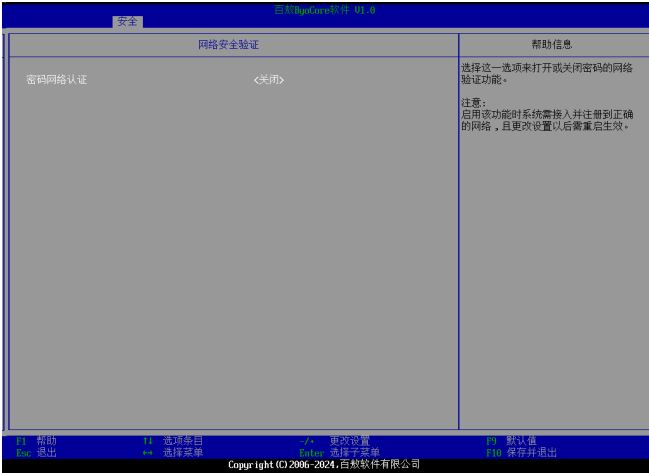 百敖ByoCore软件 V1.0
安全
网络安全验证
帮助信息
密码网络认证 <关闭>
选择这一选项来打开或关闭密码的网络
验证功能。
注意:
启用该功能时系统需接入并注册到正确
的网络，且更改设置以后需重启生效。
F1 帮助 ↑↓ 选项条目 -/+ 更改设置 F9 默认值
Esc 退出 ←→ 选择菜单 Enter 选择子菜单 F10 保存并退出
Copyright(C)2006-2024,百敖软件有限公司